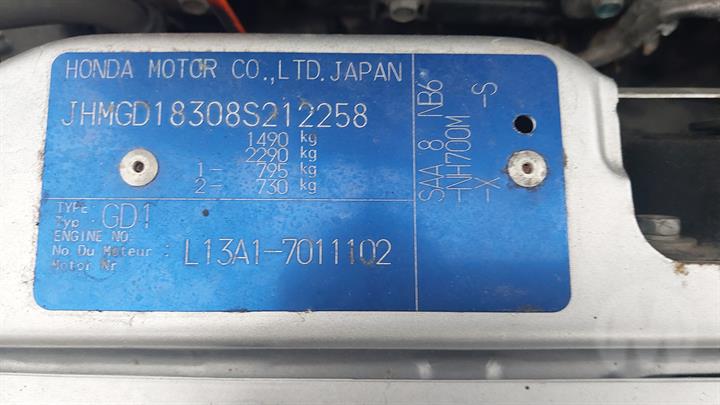 HONDA MOTOR CO.,LTD.JAPAN
JHMGD18308S212258
1490 kg
2290 kg
1- 795 kg
2- 730 kg
TYPE
Typ : GD1
ENGINE NO.
No. Du Moteur : L13A1-7011102
Motor Nr
SAA 8 NB6
-NH700M -S
-X